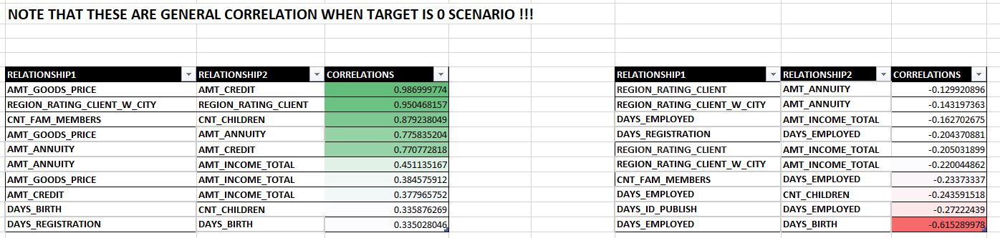 NOTE THAT THESE ARE GENERAL CORRELATION WHEN TARGET IS 0 SCENARIO !!!
RELATIONSHIP1 RELATIONSHIP2 CORRELATIONS
AMT_GOODS_PRICE AMT_CREDIT 0.986999774
REGION_RATING_CLIENT_W_CITY REGION_RATING_CLIENT 0.950468157
CNT_FAM_MEMBERS CNT_CHILDREN 0.879238049
AMT_GOODS_PRICE AMT_ANNUITY 0.775835204
AMT_ANNUITY AMT_CREDIT 0.770772818
AMT_ANNUITY AMT_INCOME_TOTAL 0.451135167
AMT_GOODS_PRICE AMT_INCOME_TOTAL 0.384575912
AMT_CREDIT AMT_INCOME_TOTAL 0.377965752
DAYS_BIRTH CNT_CHILDREN 0.335876269
DAYS_REGISTRATION DAYS_BIRTH 0.335028046
RELATIONSHIP1 RELATIONSHIP2 CORRELATIONS
REGION_RATING_CLIENT AMT_ANNUITY -0.129920896
REGION_RATING_CLIENT_W_CITY AMT_ANNUITY -0.143197363
DAYS_EMPLOYED AMT_INCOME_TOTAL -0.162702675
DAYS_REGISTRATION DAYS_EMPLOYED -0.204370881
REGION_RATING_CLIENT AMT_INCOME_TOTAL -0.205031899
REGION_RATING_CLIENT_W_CITY AMT_INCOME_TOTAL -0.220044862
CNT_FAM_MEMBERS DAYS_EMPLOYED -0.23373337
DAYS_EMPLOYED CNT_CHILDREN -0.243591518
DAYS_ID_PUBLISH DAYS_EMPLOYED -0.27222439
DAYS_EMPLOYED DAYS_BIRTH -0.615289978